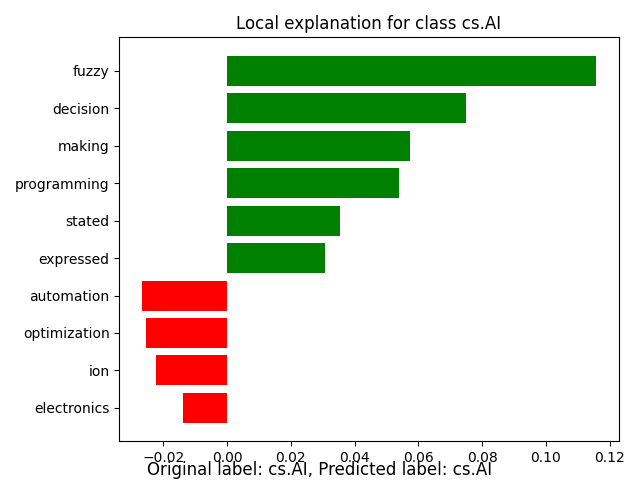 Local explanation for class cs.AI
fuzzy
decision
making
programming
stated
expressed
automation
optimization
ion
electronics
−0.02 0.00 0.02 0.04 0.06 0.08 0.10 0.12
Original label: cs.AI, Predicted label: cs.AI